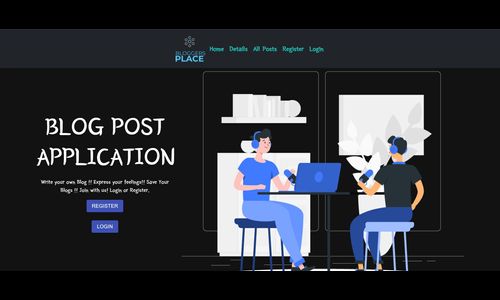 BLOGGERS
PLACE
Home Details All Posts Register Login
BLOG POST
APPLICATION
Write your own Blog !! Express your feelings!! Save Your
Blogs !! Join with us! Login or Register,
REGISTER
LOGIN